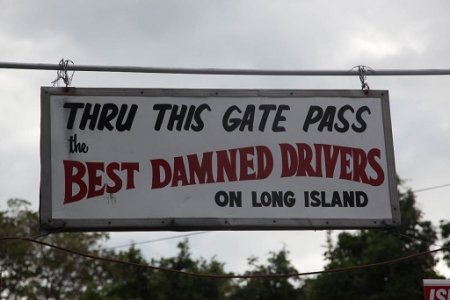 THRU THIS GATE PASS
the
BEST DAMNED DRIVERS
ON LONG ISLAND